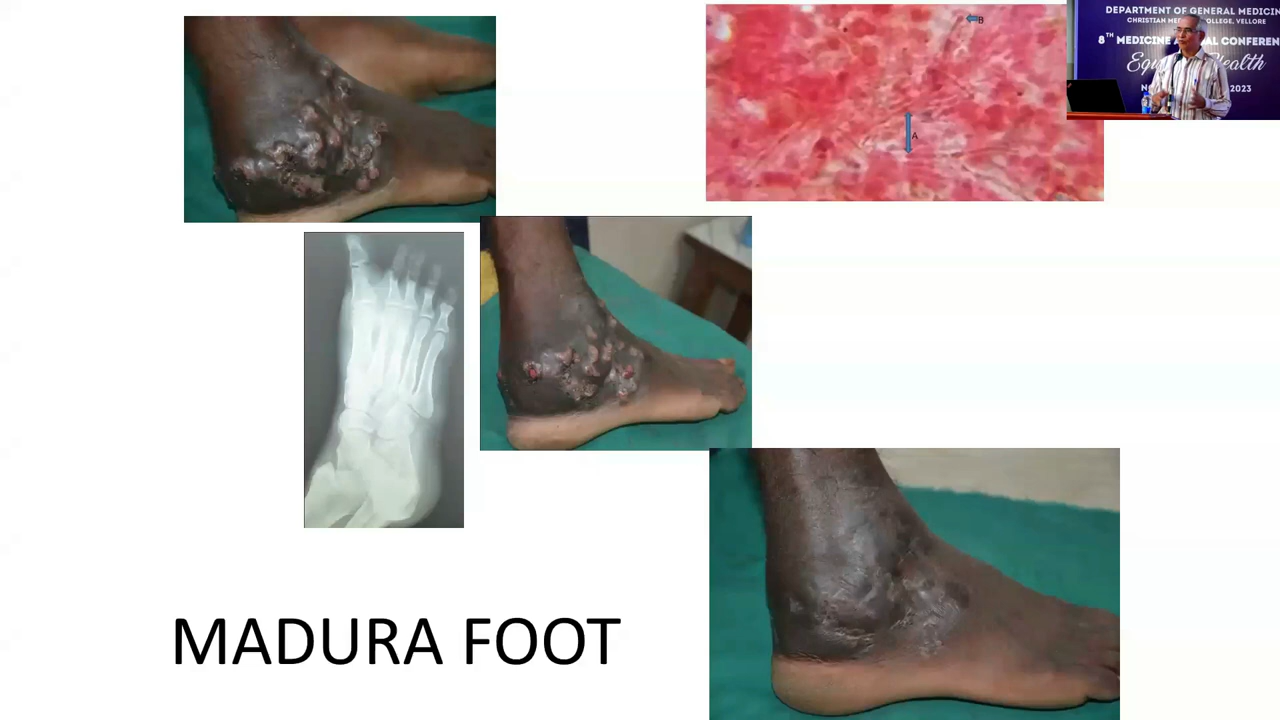 B
A
DEPARTMENT OF GENERAL MEDICIN
CHRISTIAN ME COLLEGE, VELLORE
8TH MEDICINE A AL CONFEREN
Equ Health
N 2023
MADURA FOOT